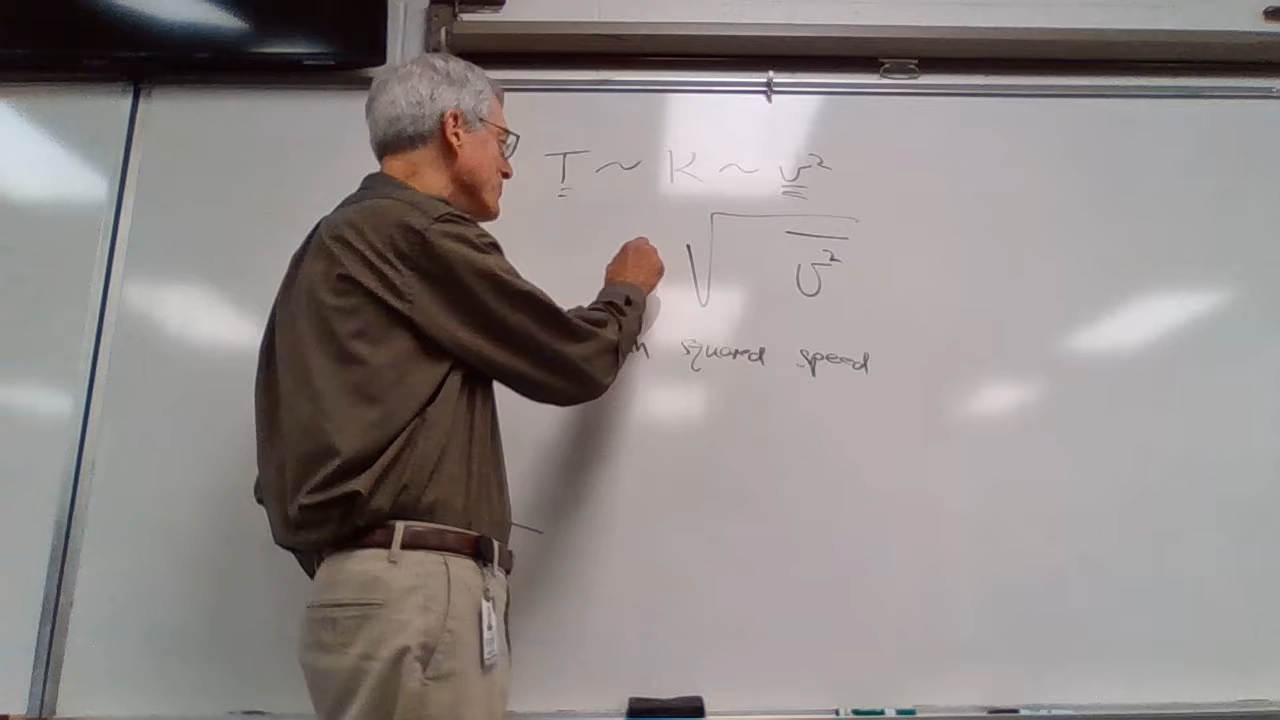 T ~ K ~ v²
√ v̅²
squared speed